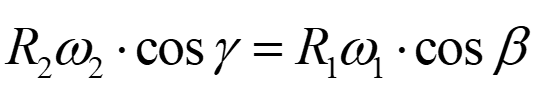 R₂ω₂ · cos γ = R₁ω₁ · cos β